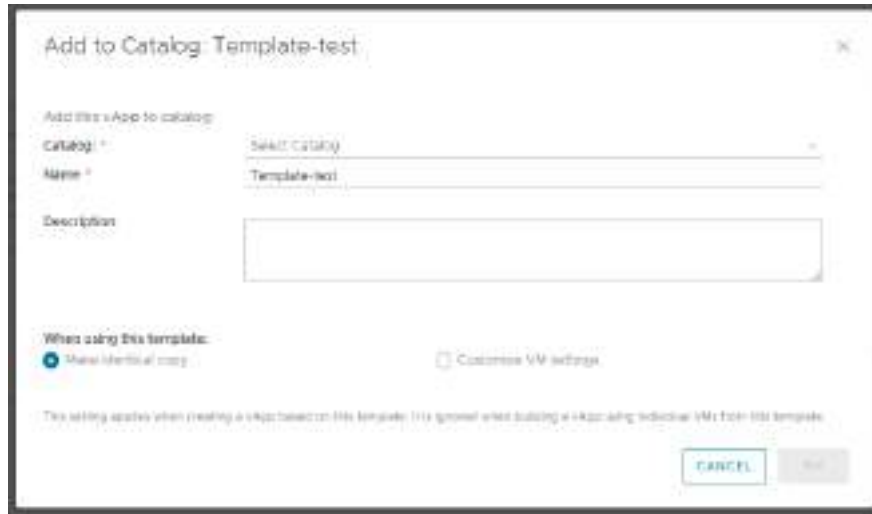 Add to Catalog: Template-test
Add this vApp to catalog:
Catalog: * Select Catalog
Name * Template-test
Description
When using this template:
Make identical copy Customize VM settings
This setting applies when creating a vApp based on this template. It is ignored when building a vApp using individual VMs from this template.
CANCEL